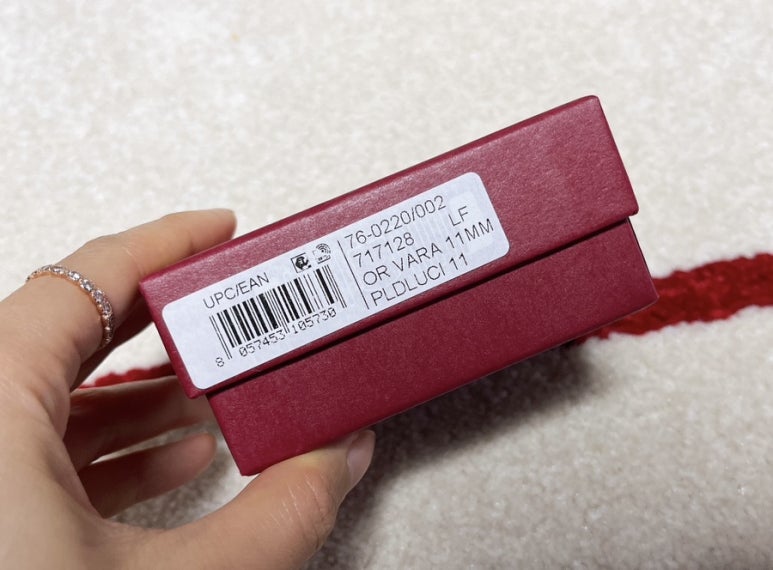 UPC/EAN
8 057453 105730
76-0220/002
717128 LF
OR VARA 11MM
PLDLUCI 11